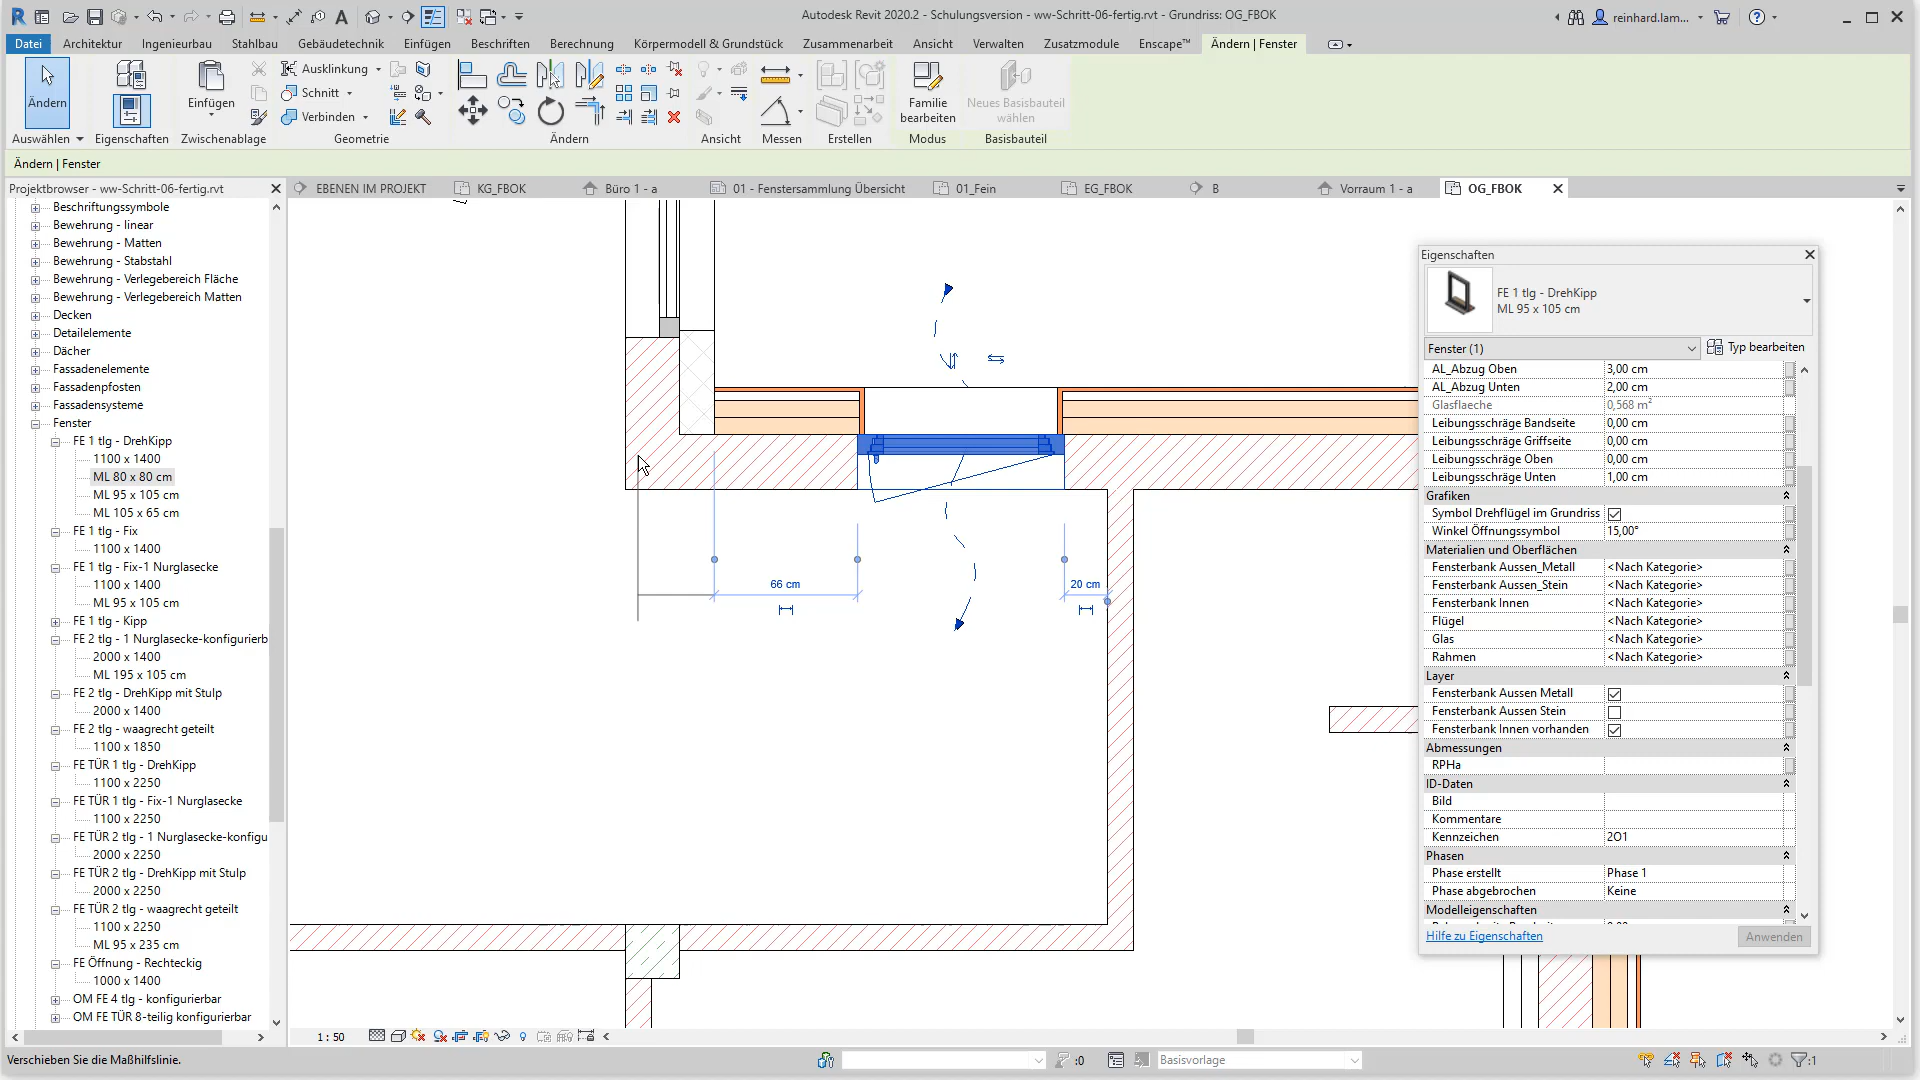 Autodesk Revit 2020.2 - Schulungsversion - ww-Schritt-06-fertig.rvt - Grundriss: OG_FBOK
reinhard.lam...
Datei Architektur Ingenieurbau Stahlbau Gebäudetechnik Einfügen Beschriften Berechnung Körpermodell & Grundstück Zusammenarbeit Ansicht Verwalten Zusatzmodule Enscape™ Ändern | Fenster
Ausklinkung
Schnitt
Verbinden
Ändern
Einfügen
Familie
bearbeiten
Neues Basisbauteil
wählen
Auswählen Eigenschaften Zwischenablage Geometrie Ändern Ansicht Messen Erstellen Modus Basisbauteil
Ändern | Fenster
Projektbrowser - ww-Schritt-06-fertig.rvt
EBENEN IM PROJEKT KG_FBOK Büro 1 - a 01 - Fenstersammlung Übersicht 01_Fein EG_FBOK B Vorraum 1 - a OG_FBOK
Beschriftungssymbole
Bewehrung - linear
Bewehrung - Matten
Bewehrung - Stabstahl
Bewehrung - Verlegebereich Fläche
Bewehrung - Verlegebereich Matten
Decken
Detailelemente
Dächer
Fassadenelemente
Fassadenpfosten
Fassadensysteme
Fenster
FE 1 tlg - DrehKipp
1100 x 1400
ML 80 x 80 cm
ML 95 x 105 cm
ML 105 x 65 cm
FE 1 tlg - Fix
1100 x 1400
FE 1 tlg - Fix-1 Nurglasecke
1100 x 1400
ML 95 x 105 cm
FE 1 tlg - Kipp
FE 2 tlg - 1 Nurglasecke-konfigurierb
2000 x 1400
ML 195 x 105 cm
FE 2 tlg - DrehKipp mit Stulp
2000 x 1400
FE 2 tlg - waagrecht geteilt
1100 x 1850
FE TÜR 1 tlg - DrehKipp
1100 x 2250
FE TÜR 1 tlg - Fix-1 Nurglasecke
1100 x 2250
FE TÜR 2 tlg - 1 Nurglasecke-konfigu
2000 x 2250
FE TÜR 2 tlg - DrehKipp mit Stulp
2000 x 2250
FE TÜR 2 tlg - waagrecht geteilt
1100 x 2250
ML 95 x 235 cm
FE Öffnung - Rechteckig
1000 x 1400
OM FE 4 tlg - konfigurierbar
OM FE TÜR 8-teilig konfigurierbar
66 cm
20 cm
Eigenschaften
FE 1 tlg - DrehKipp
ML 95 x 105 cm
Fenster (1) Typ bearbeiten
AL_Abzug Oben 3,00 cm
AL_Abzug Unten 2,00 cm
Glasflaeche 0,568 m²
Leibungsschräge Bandseite 0,00 cm
Leibungsschräge Griffseite 0,00 cm
Leibungsschräge Oben 0,00 cm
Leibungsschräge Unten 1,00 cm
Grafiken
Symbol Drehflügel im Grundriss
Winkel Öffnungssymbol 15,00°
Materialien und Oberflächen
Fensterbank Aussen_Metall <Nach Kategorie>
Fensterbank Aussen_Stein <Nach Kategorie>
Fensterbank Innen <Nach Kategorie>
Flügel <Nach Kategorie>
Glas <Nach Kategorie>
Rahmen <Nach Kategorie>
Layer
Fensterbank Aussen Metall
Fensterbank Aussen Stein
Fensterbank Innen vorhanden
Abmessungen
RPHa
ID-Daten
Bild
Kommentare
Kennzeichen 2O1
Phasen
Phase erstellt Phase 1
Phase abgebrochen Keine
Modelleigenschaften
Hilfe zu Eigenschaften Anwenden
1 : 50
Verschieben Sie die Maßhilfslinie.
:0
Basisvorlage
:1